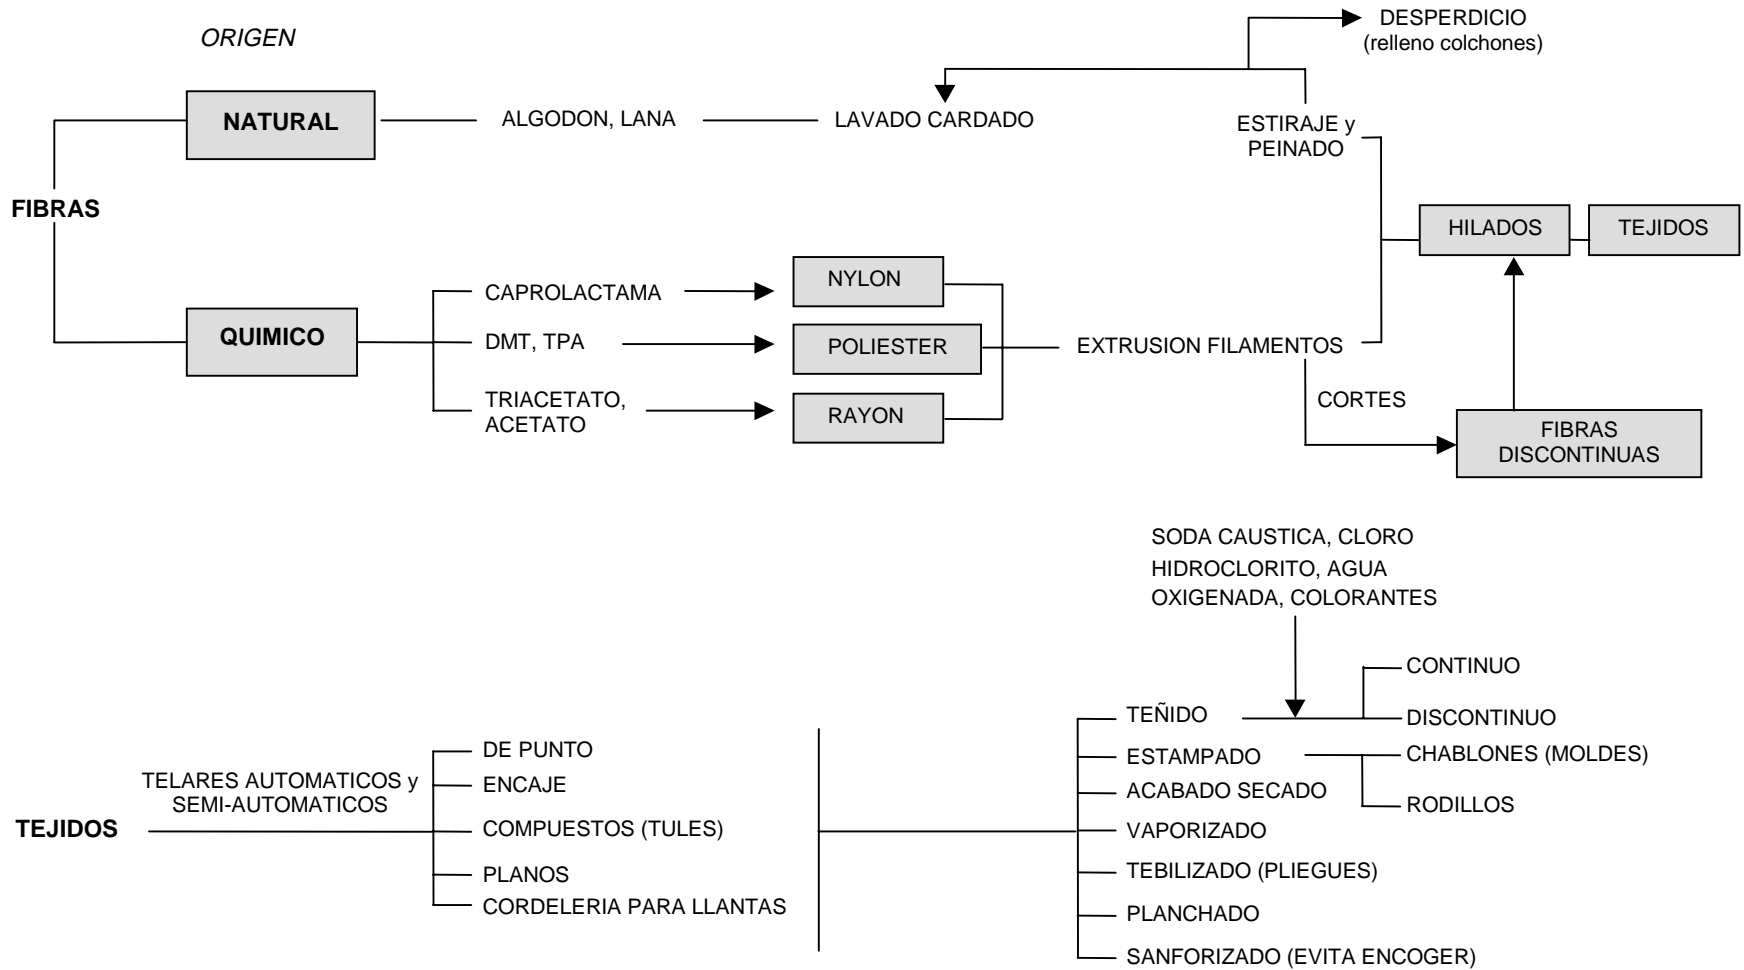 DESPERDICIO
(relleno colchones)
ORIGEN
NATURAL
ALGODON, LANA
LAVADO CARDADO
ESTIRAJE y
PEINADO
FIBRAS
HILADOS
TEJIDOS
QUIMICO
CAPROLACTAMA
NYLON
DMT, TPA
POLIESTER
EXTRUSION FILAMENTOS
TRIACETATO,
ACETATO
RAYON
CORTES
FIBRAS
DISCONTINUAS
SODA CAUSTICA, CLORO
HIDROCLORITO, AGUA
OXIGENADA, COLORANTES
TEJIDOS
TELARES AUTOMATICOS y
SEMI-AUTOMATICOS
DE PUNTO
ENCAJE
COMPUESTOS (TULES)
PLANOS
CORDELERIA PARA LLANTAS
TEÑIDO
CONTINUO
DISCONTINUO
ESTAMPADO
CHABLONES (MOLDES)
RODILLOS
ACABADO SECADO
VAPORIZADO
TEBILIZADO (PLIEGUES)
PLANCHADO
SANFORIZADO (EVITA ENCOGER)